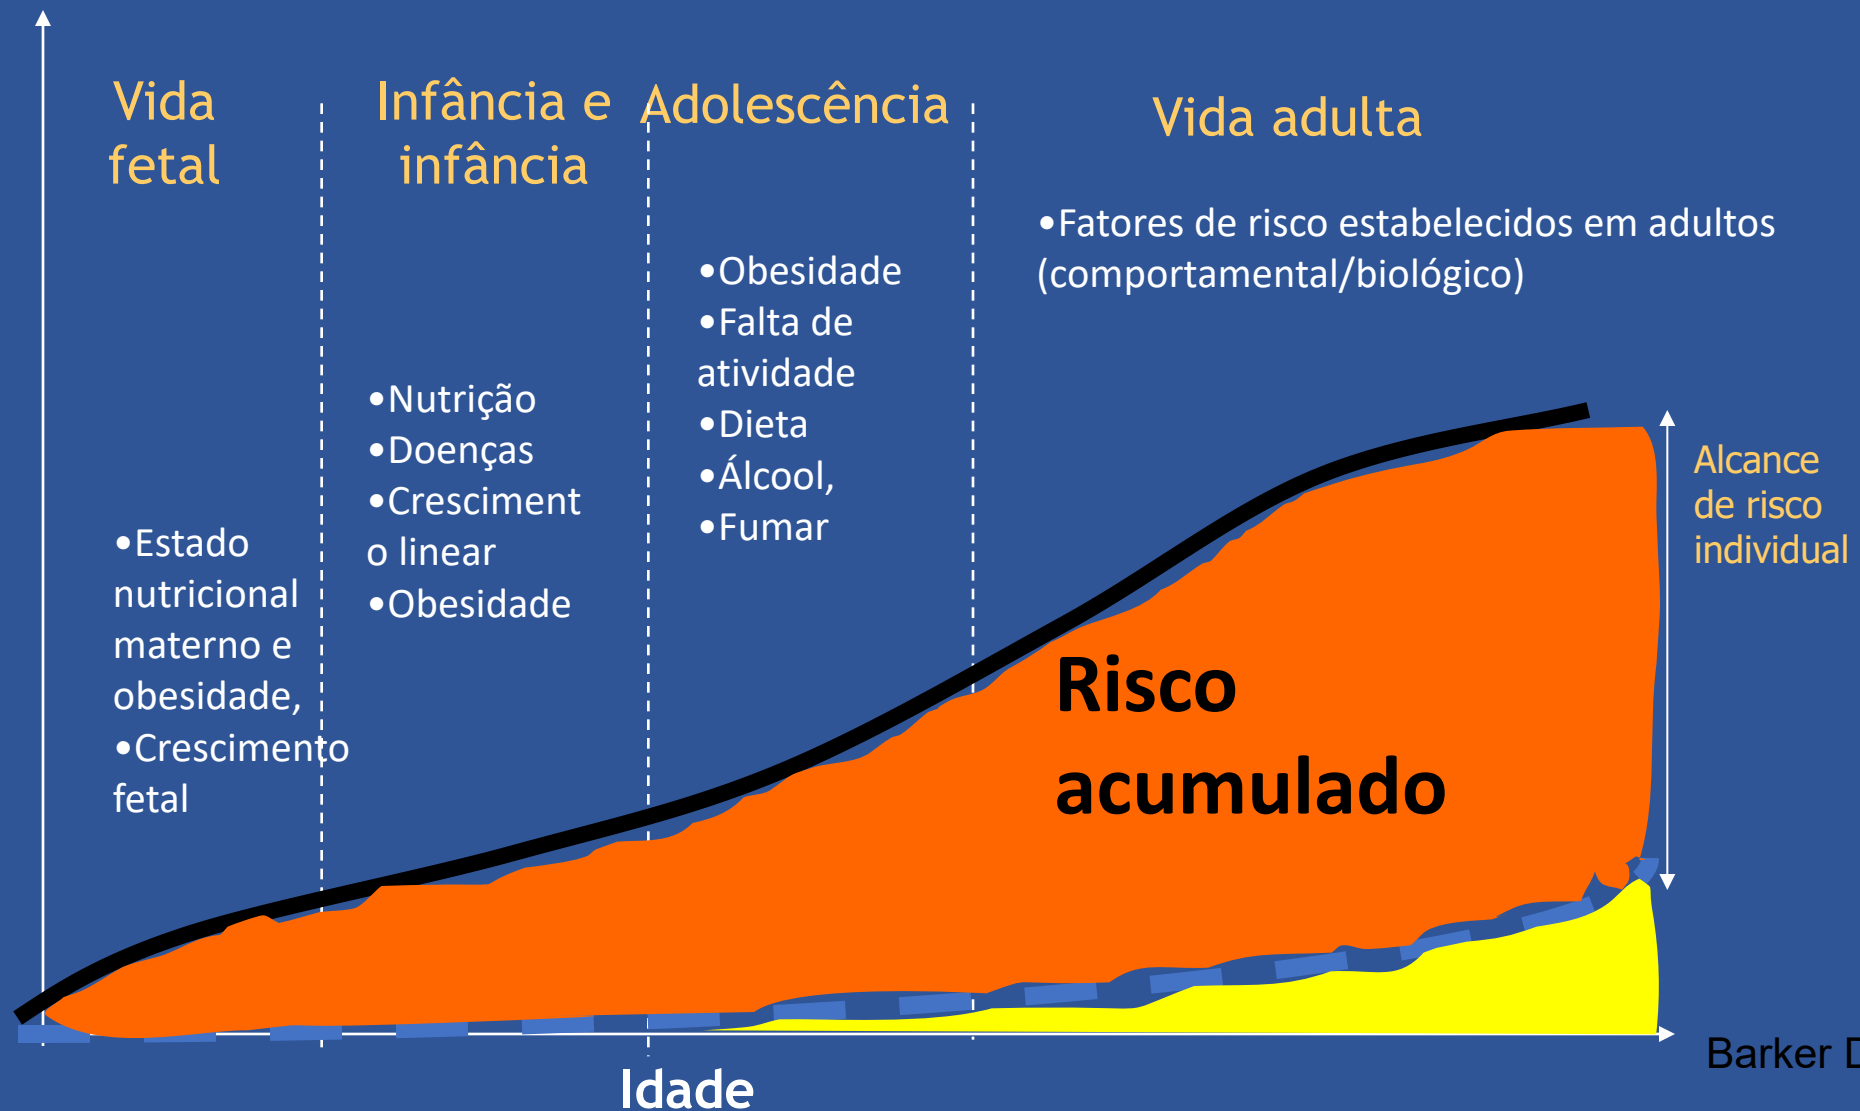 Vida
fetal
Infância e
infância
Adolescência
Vida adulta
•Estado
nutricional
materno e
obesidade,
•Crescimento
fetal
•Nutrição
•Doenças
•Cresciment
o linear
•Obesidade
•Obesidade
•Falta de
atividade
•Dieta
•Álcool,
•Fumar
•Fatores de risco estabelecidos em adultos
(comportamental/biológico)
Risco
acumulado
Alcance
de risco
individual
Idade
Barker D